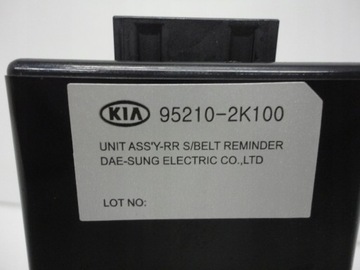 KIA 95210-2K100
UNIT ASS'Y-RR S/BELT REMINDER
DAE-SUNG ELECTRIC CO.,LTD
LOT NO: